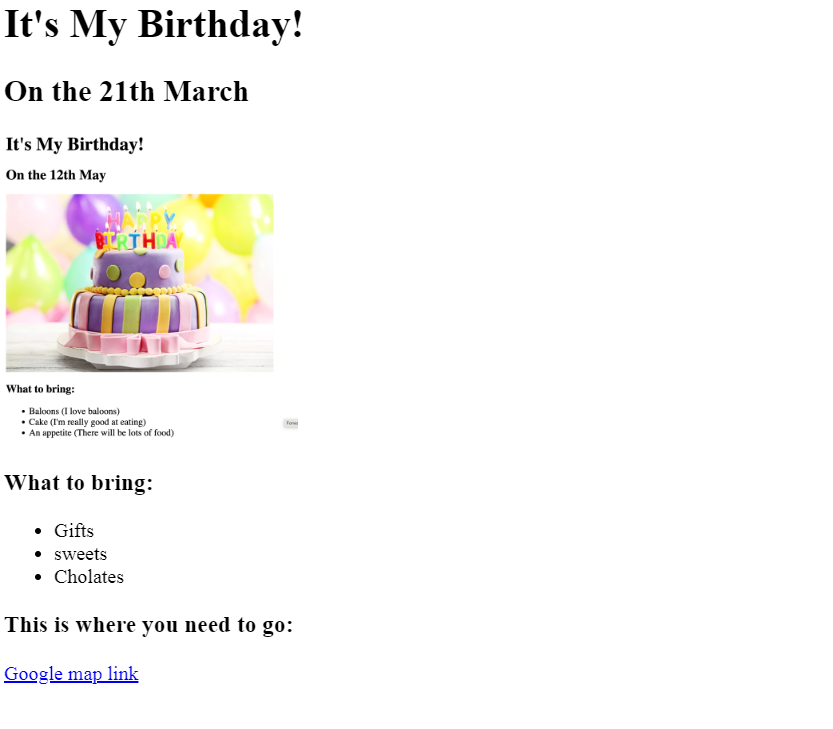 It's My Birthday!
On the 21th March
It's My Birthday!
On the 12th May
HAPPY
BIRTHDAY
What to bring:
• Baloons (I love baloons)
• Cake (I'm really good at eating)
• An appetite (There will be lots of food)
What to bring:
• Gifts
• sweets
• Cholates
This is where you need to go:
Google map link